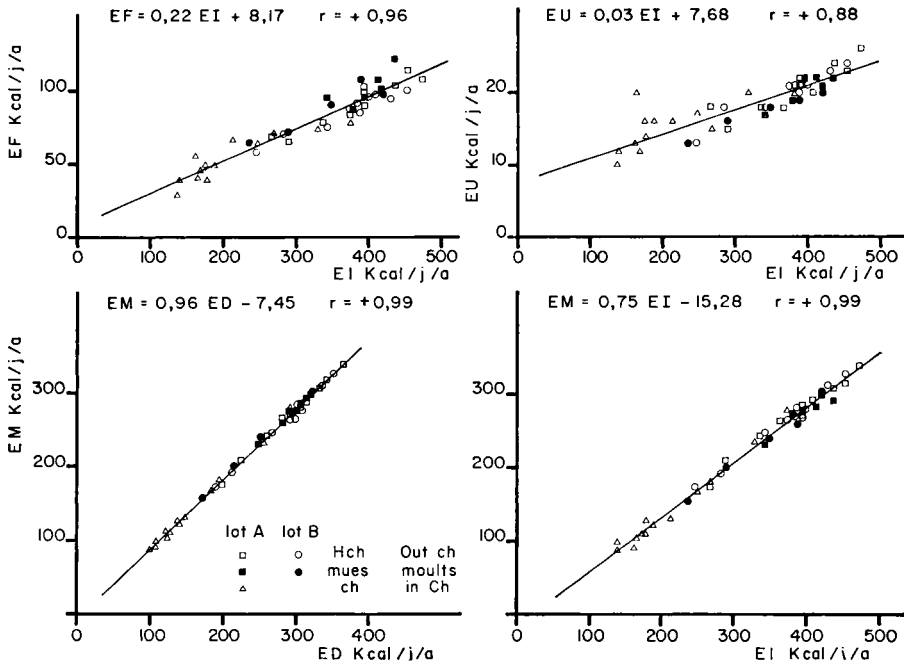 EF = 0,22 EI + 8,17 r = + 0,96
EF Kcal/j/a
100
50
0
0 100 200 300 400 500
EI Kcal/j/a
EU = 0,03 EI + 7,68 r = + 0,88
EU Kcal/j/a
20
10
0
0 100 200 300 400 500
EI Kcal/j/a
EM = 0,96 ED – 7,45 r = + 0,99
EM Kcal/j/a
300
200
100
lot A lot B
Hch Out ch
mues moults
ch in Ch
0 100 200 300 400 500
ED Kcal/j/a
EM = 0,75 EI – 15,28 r = + 0,99
EM Kcal/j/a
300
200
100
0 100 200 300 400 500
EI Kcal/j/a